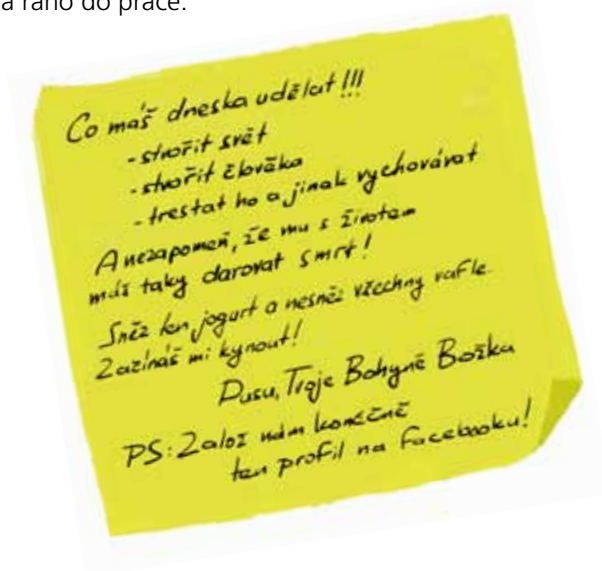 a ráno do práce.
Co máš dneska udělat!!!
- stvořit svět
- stvořit člověka
- trestat ho a jinak vychovávat
A nezapomeň, že mu s životem
máš taky darovat smrt!
Sněz ten jogurt a nesněz všechny vafle.
Začínáš mi kynout!
Pusu, Tvoje Bohyně Božka
PS: Založ nám konečně
ten profil na Facebooku!